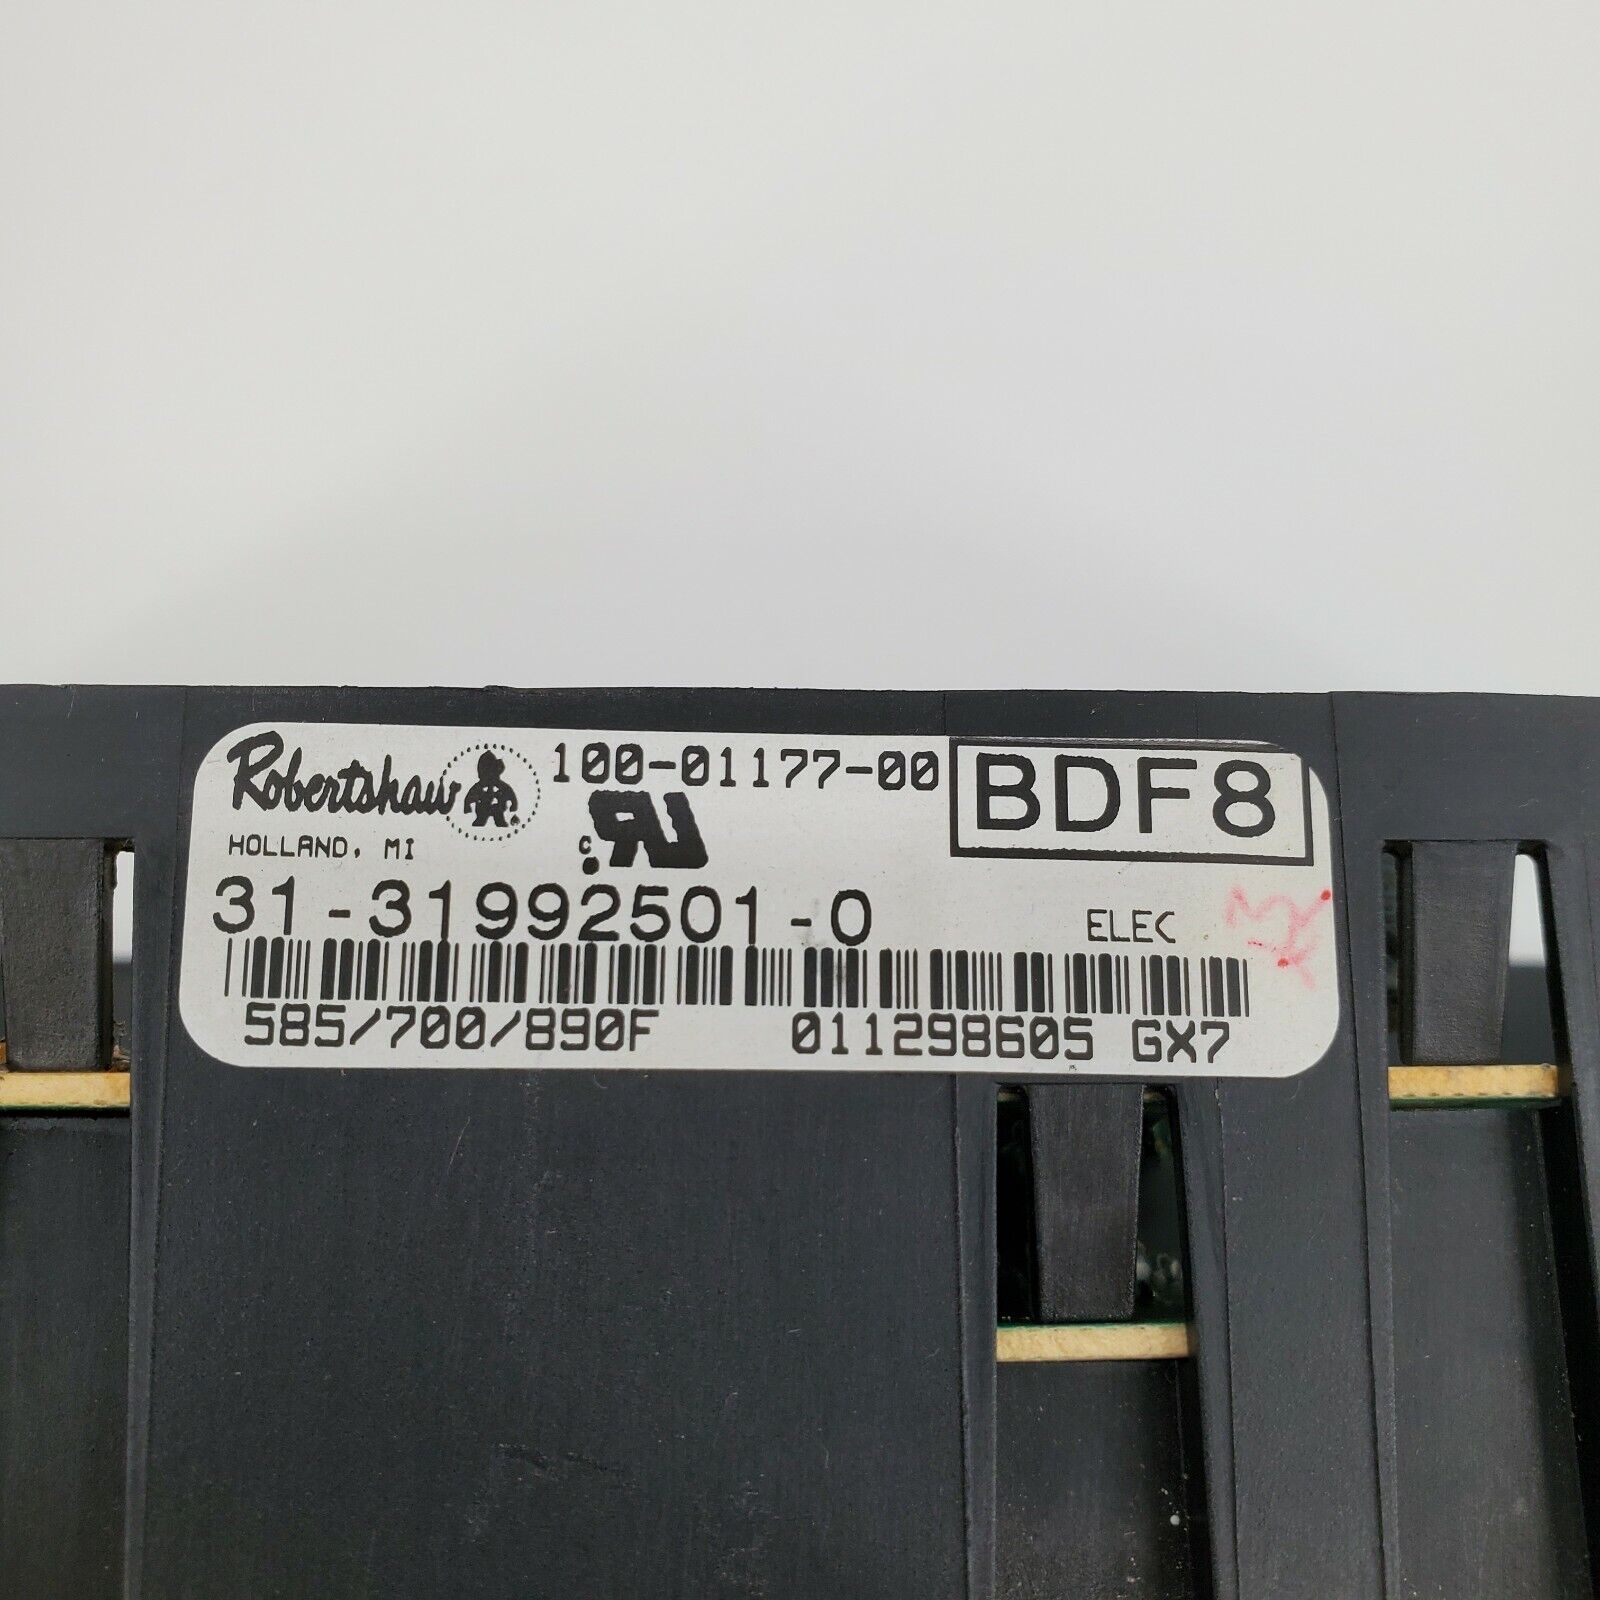 Robertshaw 100-01177-00 BDF8
HOLLAND, MI
31-31992501-0 ELEC
585/700/890F 011298605 GX7